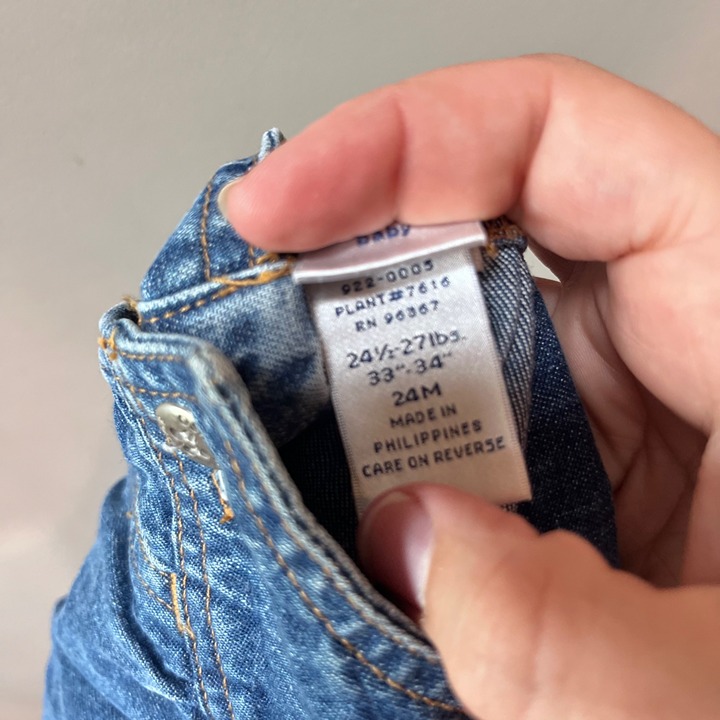 baby
922-0005
PLANT#7616
RN 96367
24½-27lbs.
33"-34"
24M
MADE IN
PHILIPPINES
CARE ON REVERSE